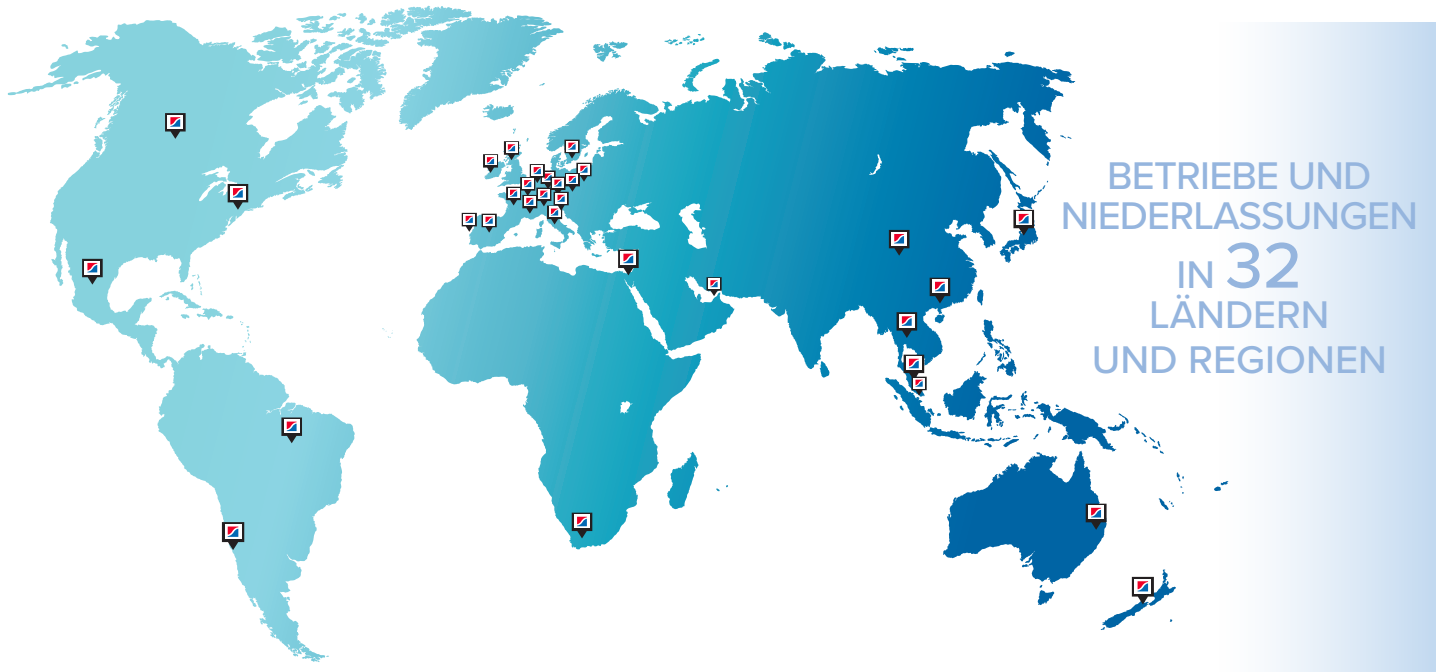 BETRIEBE UND
NIEDERLASSUNGEN
IN 32
LÄNDERN
UND REGIONEN